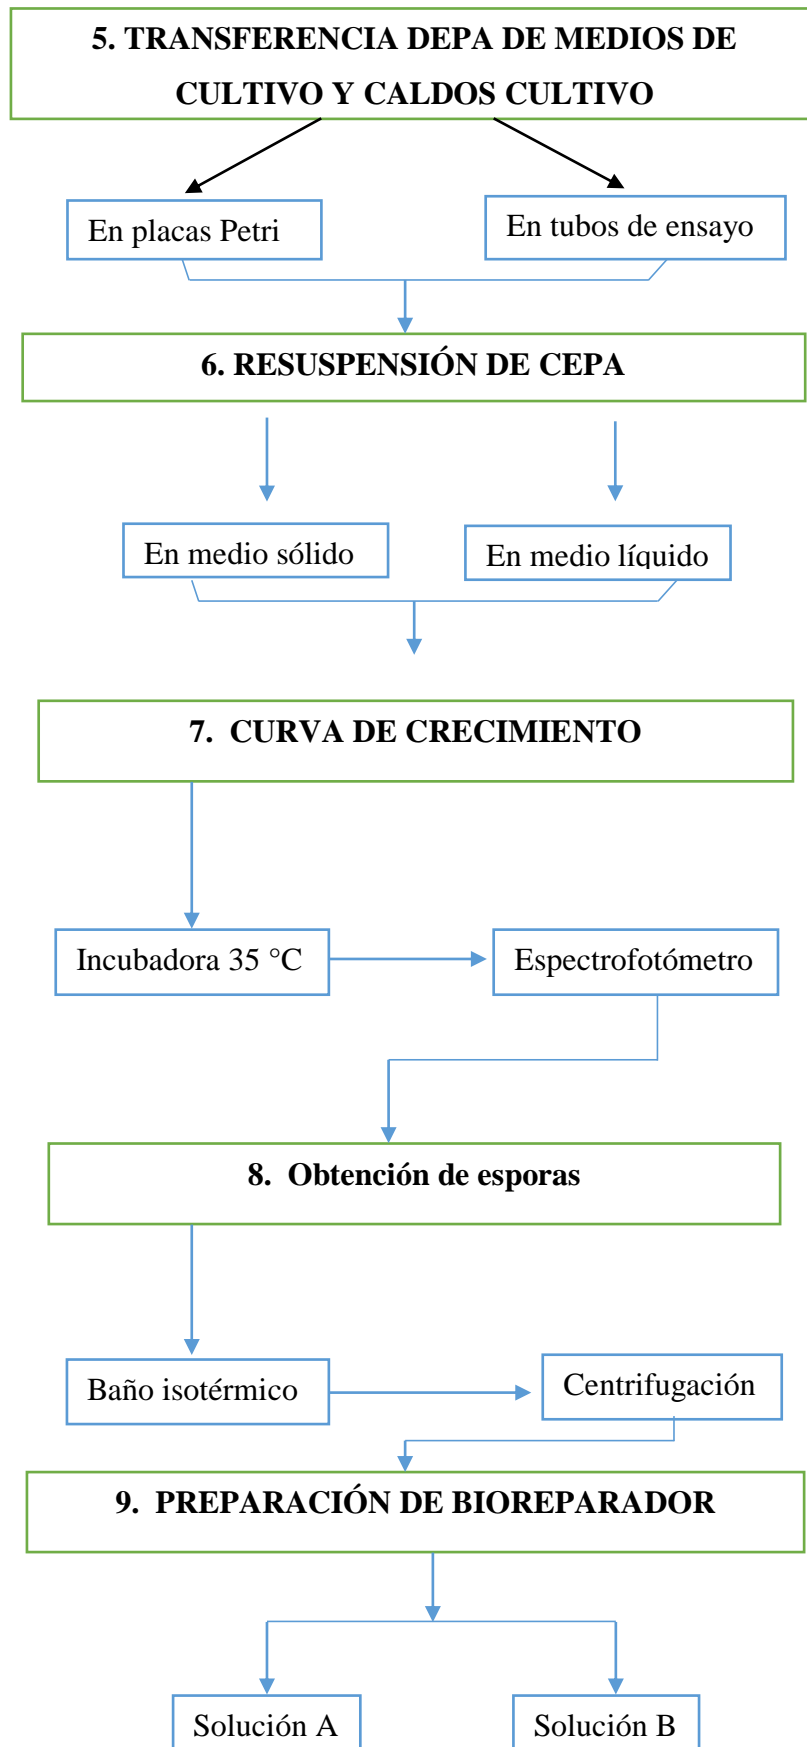 5. TRANSFERENCIA DEPA DE MEDIOS DE
CULTIVO Y CALDOS CULTIVO
En placas Petri
En tubos de ensayo
6. RESUSPENSIÓN DE CEPA
En medio sólido
En medio líquido
7. CURVA DE CRECIMIENTO
Incubadora 35 °C
Espectrofotómetro
8. Obtención de esporas
Baño isotérmico
Centrifugación
9. PREPARACIÓN DE BIOREPARADOR
Solución A
Solución B